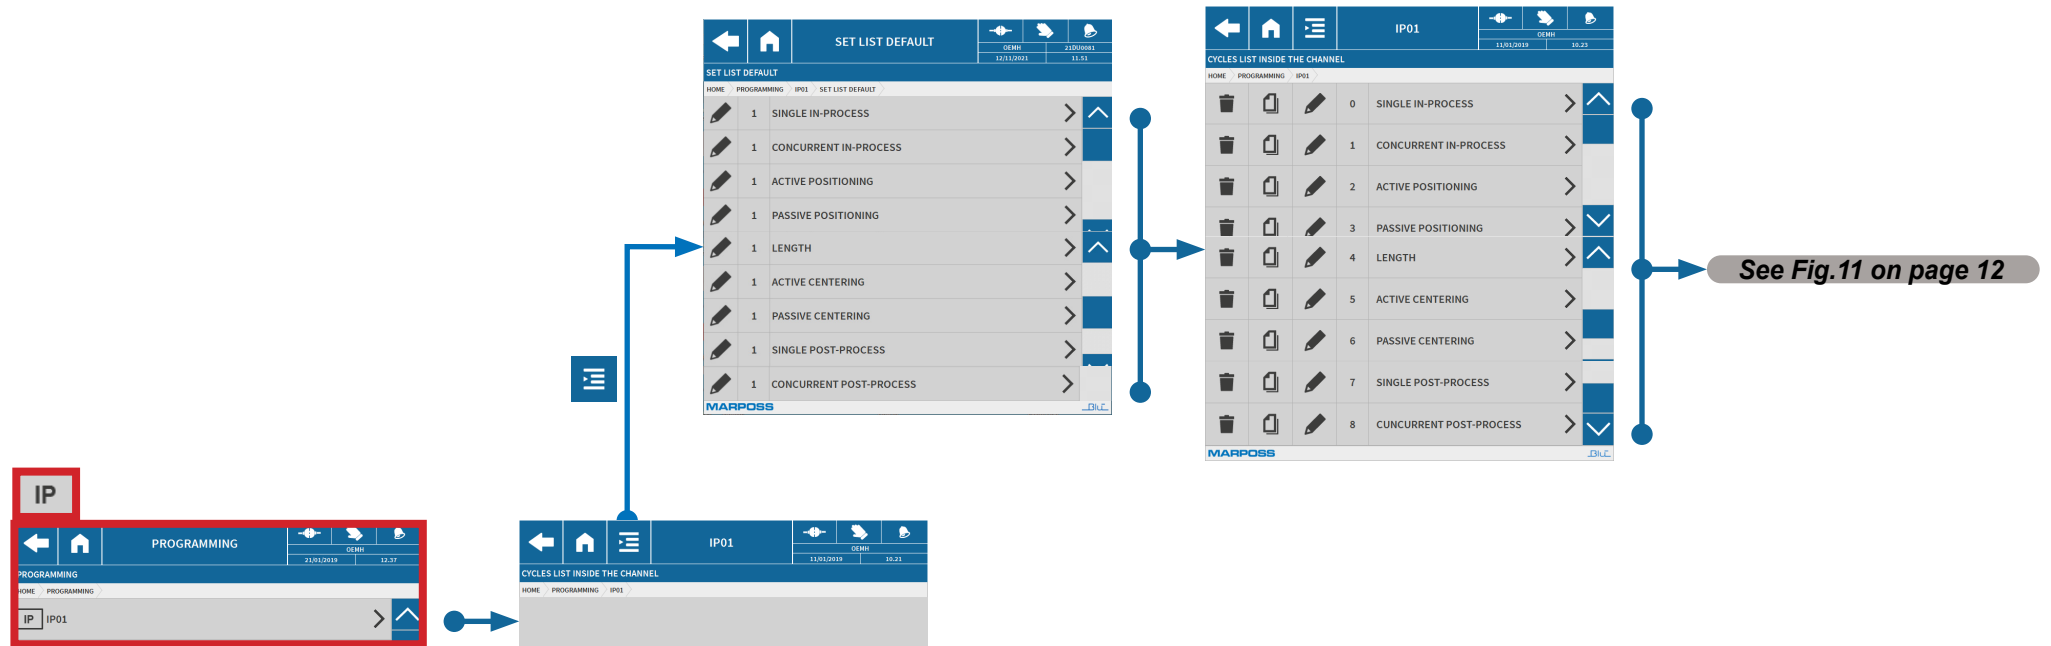 SET LIST DEFAULT
OEMH 21DU0081
12/11/2021 11.51
SET LIST DEFAULT
HOME PROGRAMMING IP01 SET LIST DEFAULT
1 SINGLE IN-PROCESS
1 CONCURRENT IN-PROCESS
1 ACTIVE POSITIONING
1 PASSIVE POSITIONING
1 LENGTH
1 ACTIVE CENTERING
1 PASSIVE CENTERING
1 SINGLE POST-PROCESS
1 CONCURRENT POST-PROCESS
MARPOSS BLÚ
IP01
OEMH
11/01/2019 10.23
CYCLES LIST INSIDE THE CHANNEL
HOME PROGRAMMING IP01
0 SINGLE IN-PROCESS
1 CONCURRENT IN-PROCESS
2 ACTIVE POSITIONING
3 PASSIVE POSITIONING
4 LENGTH
5 ACTIVE CENTERING
6 PASSIVE CENTERING
7 SINGLE POST-PROCESS
8 CUNCURRENT POST-PROCESS
MARPOSS BLÚ
See Fig.11 on page 12
IP
PROGRAMMING
OEMH
21/01/2019 12.37
PROGRAMMING
HOME PROGRAMMING
IP IP01
IP01
OEMH
11/01/2019 10.21
CYCLES LIST INSIDE THE CHANNEL
HOME PROGRAMMING IP01